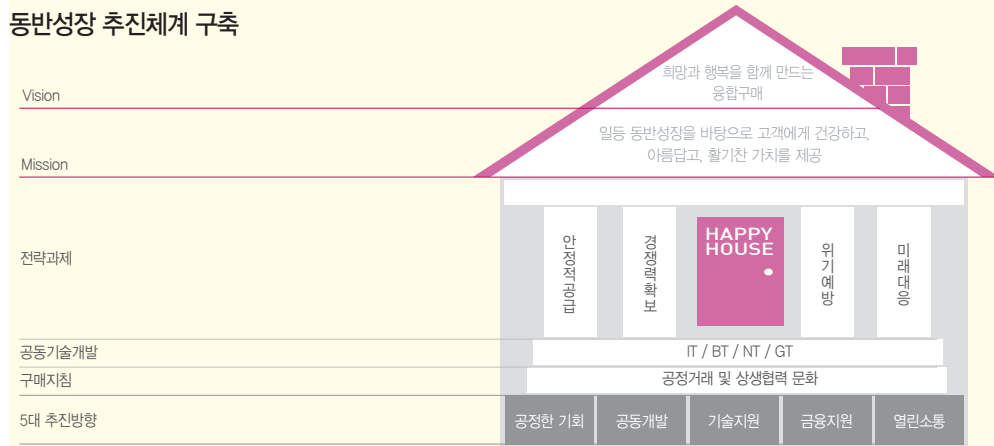 동반성장 추진체계 구축
Vision
희망과 행복을 함께 만드는
융합구매
Mission
일등 동반성장을 바탕으로 고객에게 건강하고,
아름답고, 활기찬 가치를 제공
전략과제
안정적공급
경쟁력확보
HAPPY
HOUSE
위기예방
미래대응
공동기술개발
IT / BT / NT / GT
구매지침
공정거래 및 상생협력 문화
5대 추진방향
공정한 기회
공동개발
기술지원
금융지원
열린소통